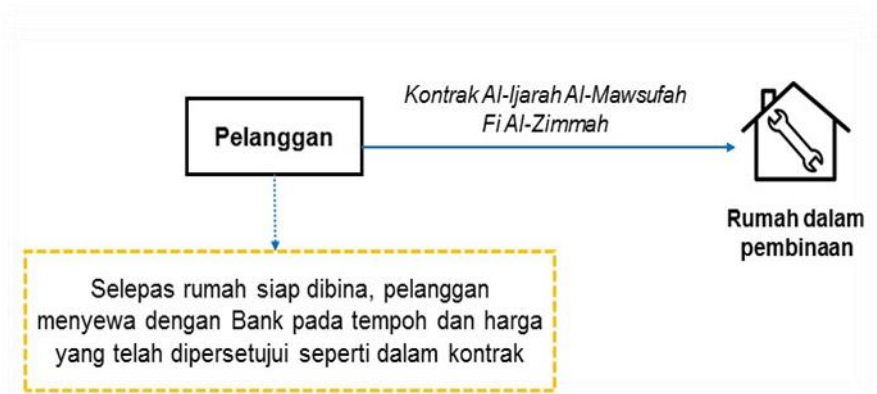 Kontrak Al-Ijarah Al-Mawsufah
Fi Al-Zimmah
Pelanggan
Rumah dalam
pembinaan
Selepas rumah siap dibina, pelanggan
menyewa dengan Bank pada tempoh dan harga
yang telah dipersetujui seperti dalam kontrak